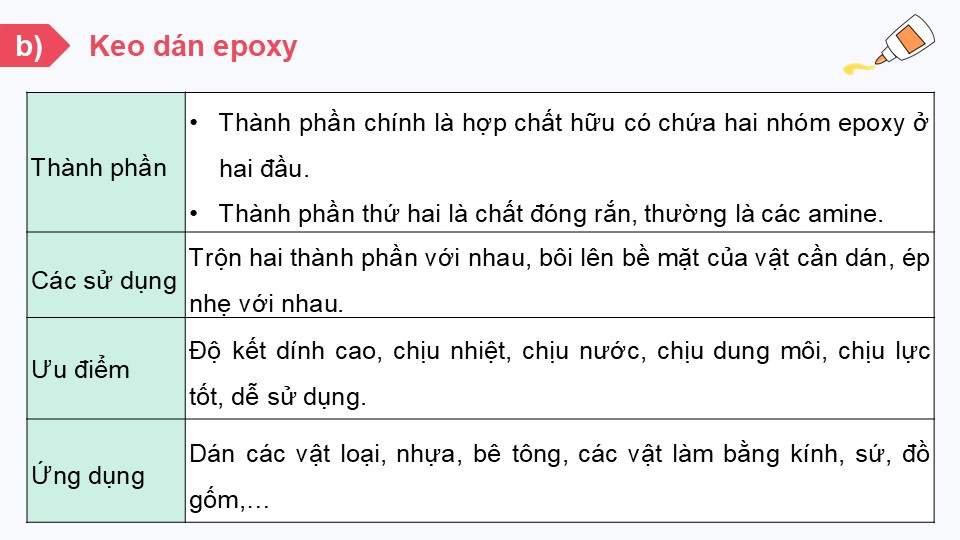 b) Keo dán epoxy
Thành phần
• Thành phần chính là hợp chất hữu có chứa hai nhóm epoxy ở
hai đầu.
• Thành phần thứ hai là chất đóng rắn, thường là các amine.
Các sử dụng
Trộn hai thành phần với nhau, bôi lên bề mặt của vật cần dán, ép
nhẹ với nhau.
Ưu điểm
Độ kết dính cao, chịu nhiệt, chịu nước, chịu dung môi, chịu lực
tốt, dễ sử dụng.
Ứng dụng
Dán các vật loại, nhựa, bê tông, các vật làm bằng kính, sứ, đồ
gốm,…